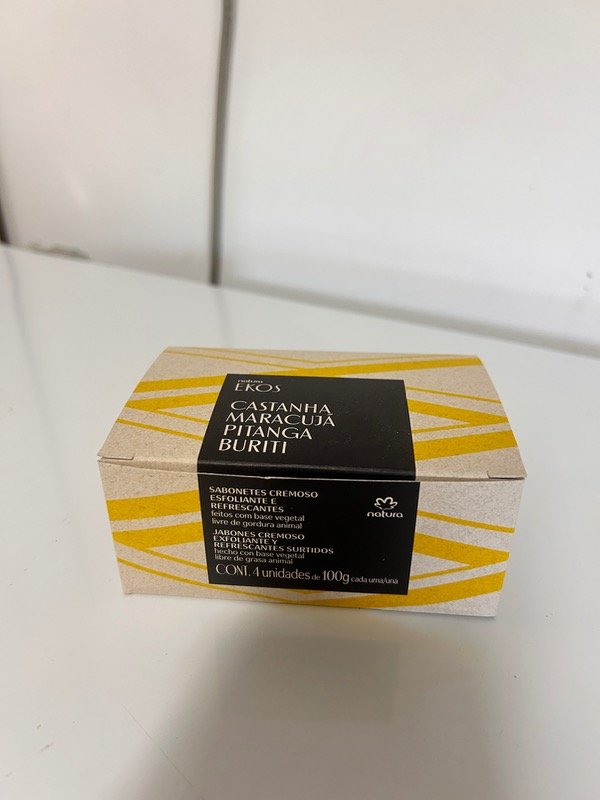 natura
EKOS
CASTANHA
MARACUJÁ
PITANGA
BURITI
SABONETES CREMOSO
ESFOLIANTE E
REFRESCANTES
feitos com base vegetal
livre de gordura animal
JABONES CREMOSO
EXFOLIANTE Y
REFRESCANTES SURTIDOS
hecho con base vegetal
libre de grasa animal
CONT. 4 unidades de 100g cada uma/una
natura